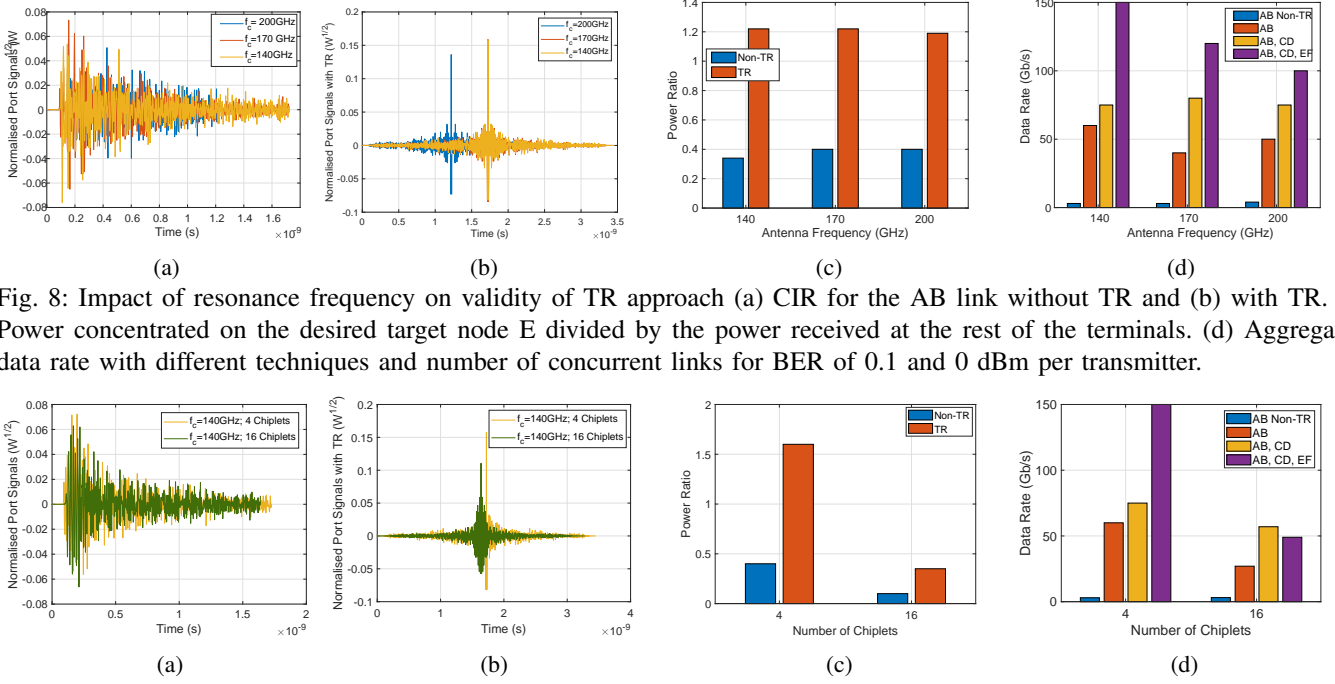 Normalised Port Signals/2W
0.08
0.06
0.04
0.02
0
-0.02
-0.04
-0.06
-0.08
0 0.2 0.4 0.6 0.8 1 1.2 1.4 1.6
Time (s)
×10-9
f_c = 200GHz
f_c=170 GHz
f_c=140GHz
(a)
Normalised Port Signals with TR (W^1/2)
0.2
0.15
0.1
0.05
0
-0.05
-0.1
0 0.5 1 1.5 2 2.5 3 3.5
Time (s)
×10-9
f_c=200GHz
f_c=170GHz
f_c=140GHz
(b)
Power Ratio
1.4
1.2
1
0.8
0.6
0.4
0.2
0
140 170 200
Antenna Frequency (GHz)
Non-TR
TR
(c)
Data Rate (Gb/s)
150
100
50
0
140 170 200
Antenna Frequency (GHz)
AB Non-TR
AB
AB, CD
AB, CD, EF
(d)
Fig. 8: Impact of resonance frequency on validity of TR approach (a) CIR for the AB link without TR and (b) with TR.
Power concentrated on the desired target node E divided by the power received at the rest of the terminals. (d) Aggrega
data rate with different techniques and number of concurrent links for BER of 0.1 and 0 dBm per transmitter.
Normalised Port Signals (W^1/2)
0.08
0.06
0.04
0.02
0
-0.02
-0.04
-0.06
-0.08
0 0.5 1 1.5 2
Time (s)
×10-9
f_c=140GHz; 4 Chiplets
f_c=140GHz; 16 Chiplets
(a)
Normalised Port Signals with TR (W^1/2)
0.2
0.15
0.1
0.05
0
-0.05
-0.1
0 1 2 3 4
Time (s)
×10-9
f_c=140GHz; 4 Chiplets
f_c=140GHz; 16 Chiplets
(b)
Power Ratio
2
1.5
1
0.5
0
4 16
Number of Chiplets
Non-TR
TR
(c)
Data Rate (Gb/s)
150
100
50
0
4 16
Number of Chiplets
AB Non-TR
AB
AB, CD
AB, CD, EF
(d)